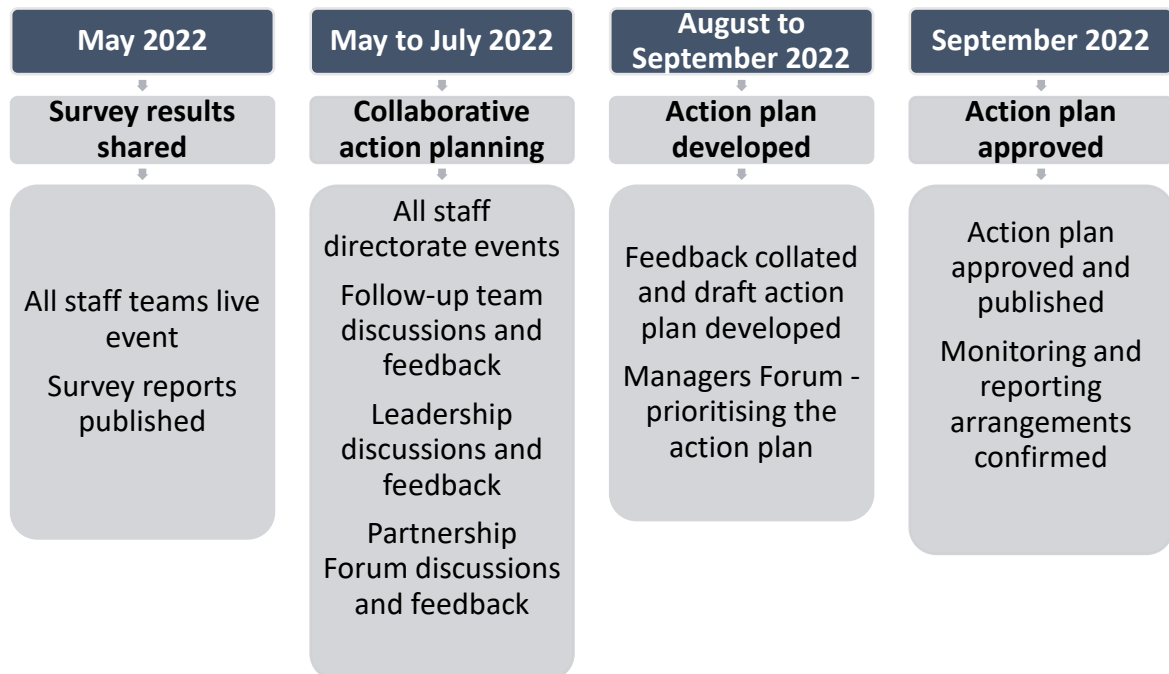 May 2022
Survey results
shared
All staff teams live
event
Survey reports
published
May to July 2022
Collaborative
action planning
All staff
directorate events
Follow-up team
discussions and
feedback
Leadership
discussions and
feedback
Partnership
Forum discussions
and feedback
August to
September 2022
Action plan
developed
Feedback collated
and draft action
plan developed
Managers Forum -
prioritising the
action plan
September 2022
Action plan
approved
Action plan
approved and
published
Monitoring and
reporting
arrangements
confirmed